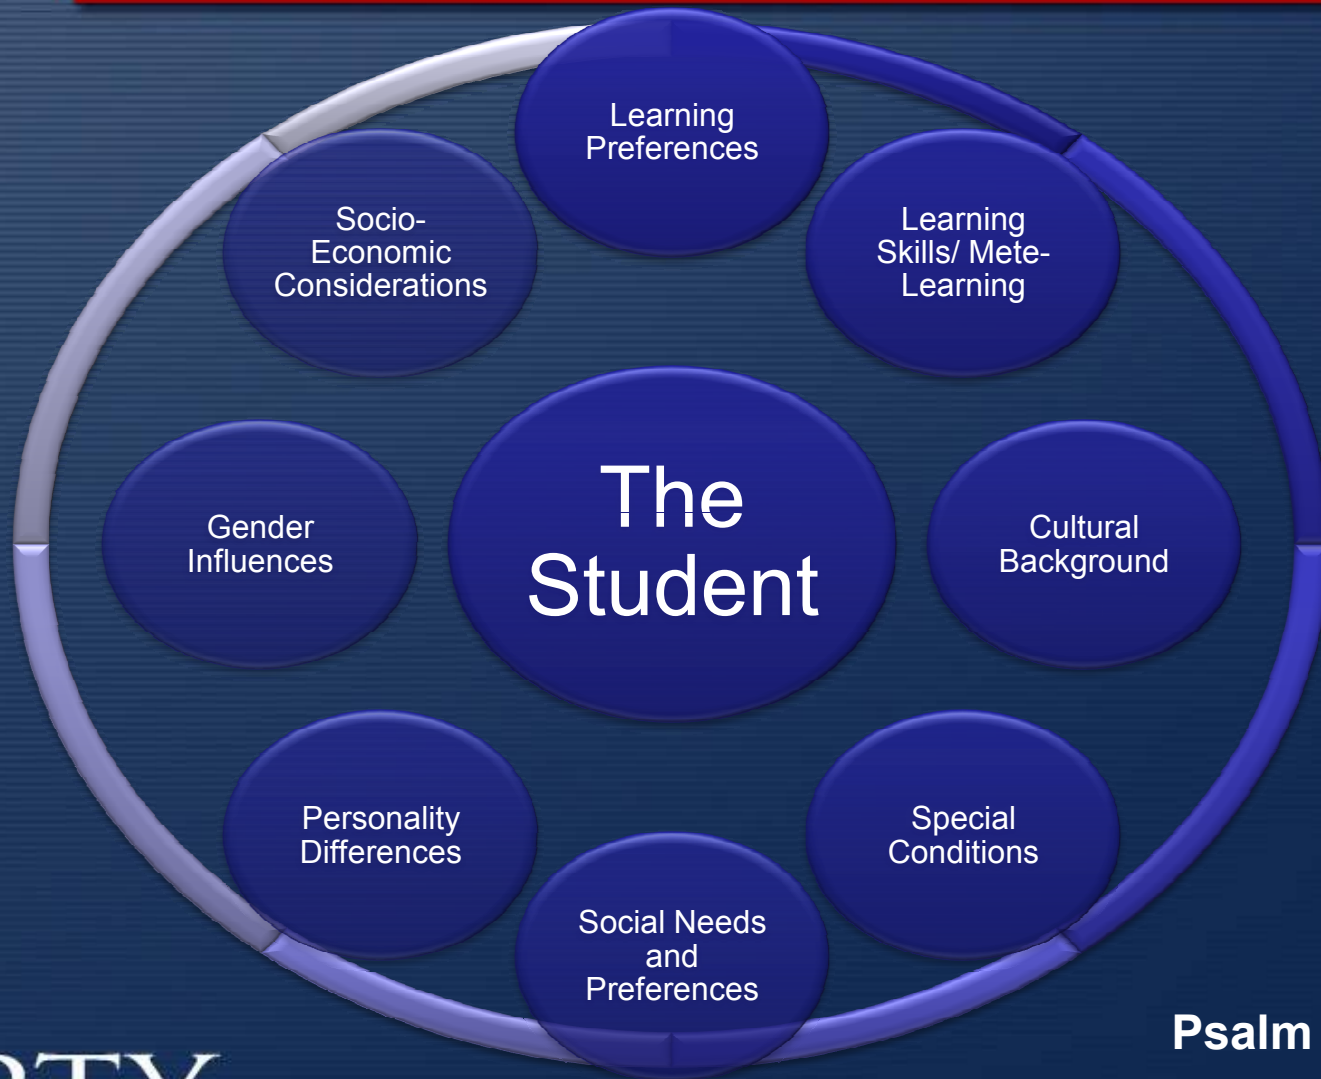 Learning
Preferences
Learning
Skills/ Mete-
Learning
Cultural
Background
Special
Conditions
Social Needs
and
Preferences
Personality
Differences
Gender
Influences
Socio-
Economic
Considerations
The
Student
Psalm